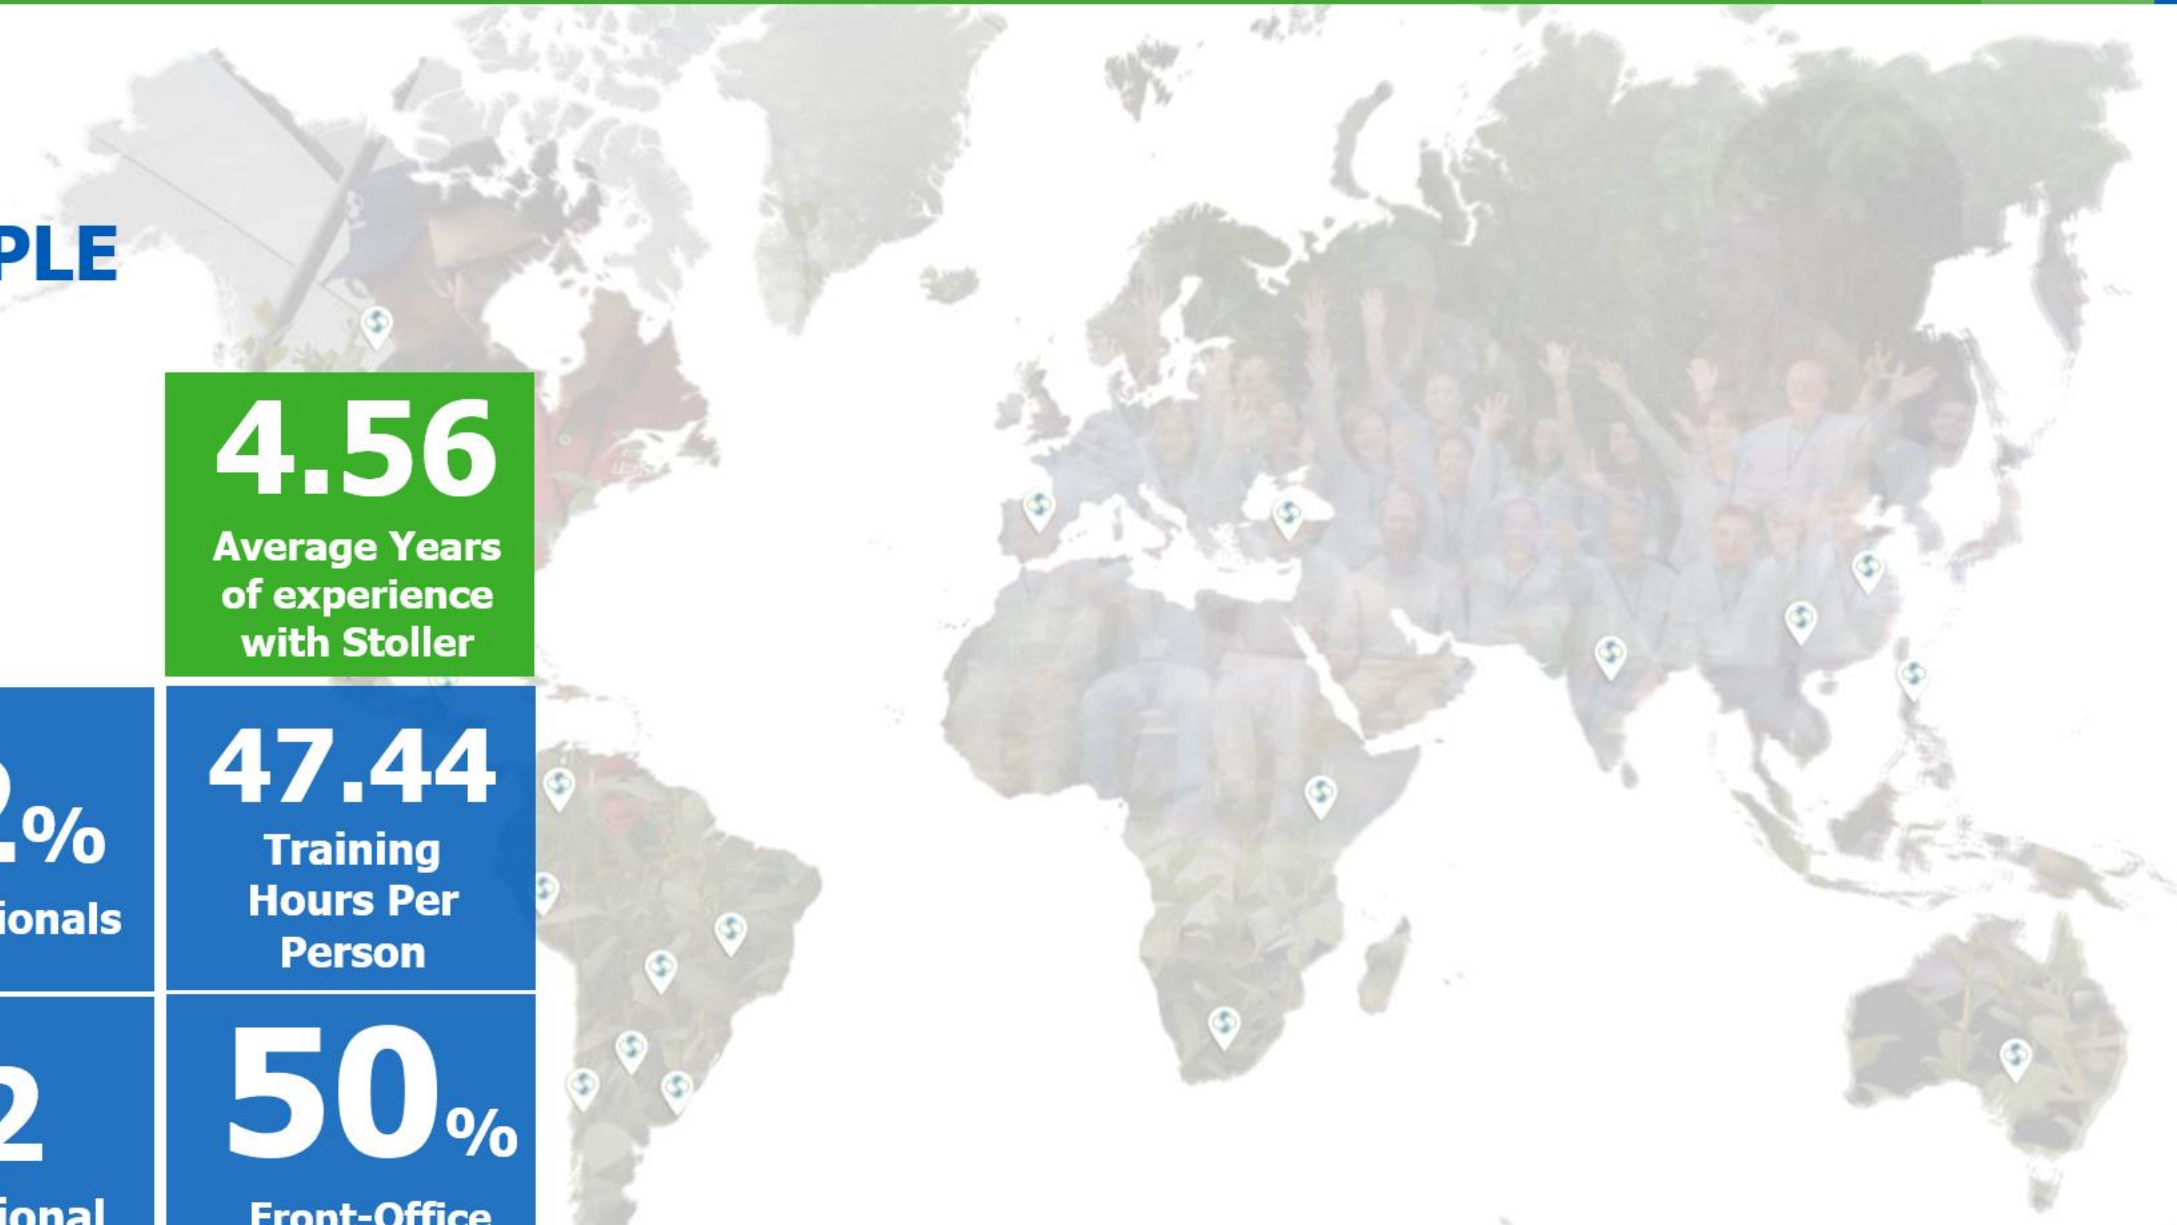 PLE
4.56
Average Years
of experience
with Stoller
%
ionals
47.44
Training
Hours Per
Person
2
ional
50%
Front-Office